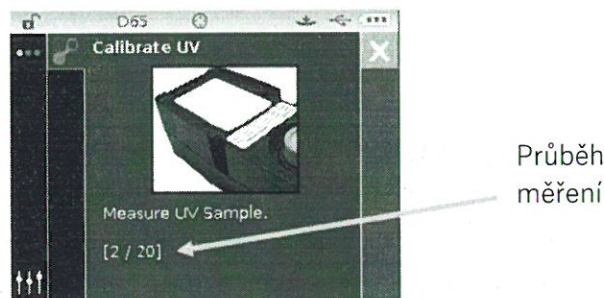 D65
Calibrate UV
Measure UV Sample.
[2 / 20]
Průběh
měření